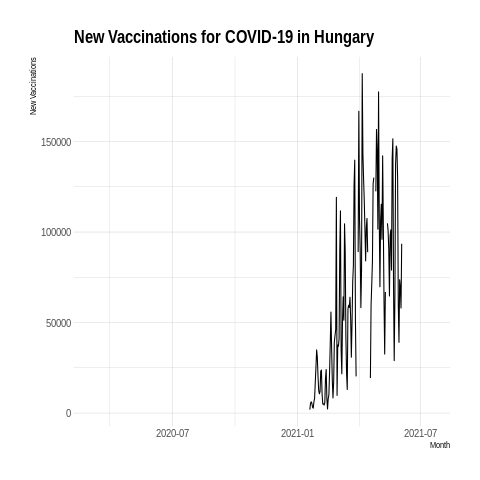 New Vaccinations for COVID-19 in Hungary
New Vaccinations
150000
100000
50000
0
2020-07
2021-01
2021-07
Month